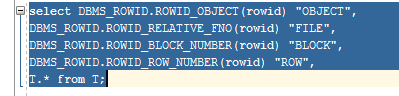 select DBMS_ROWID.ROWID_OBJECT(rowid) "OBJECT",
DBMS_ROWID.ROWID_RELATIVE_FNO(rowid) "FILE",
DBMS_ROWID.ROWID_BLOCK_NUMBER(rowid) "BLOCK",
DBMS_ROWID.ROWID_ROW_NUMBER(rowid) "ROW",
T.* from T;